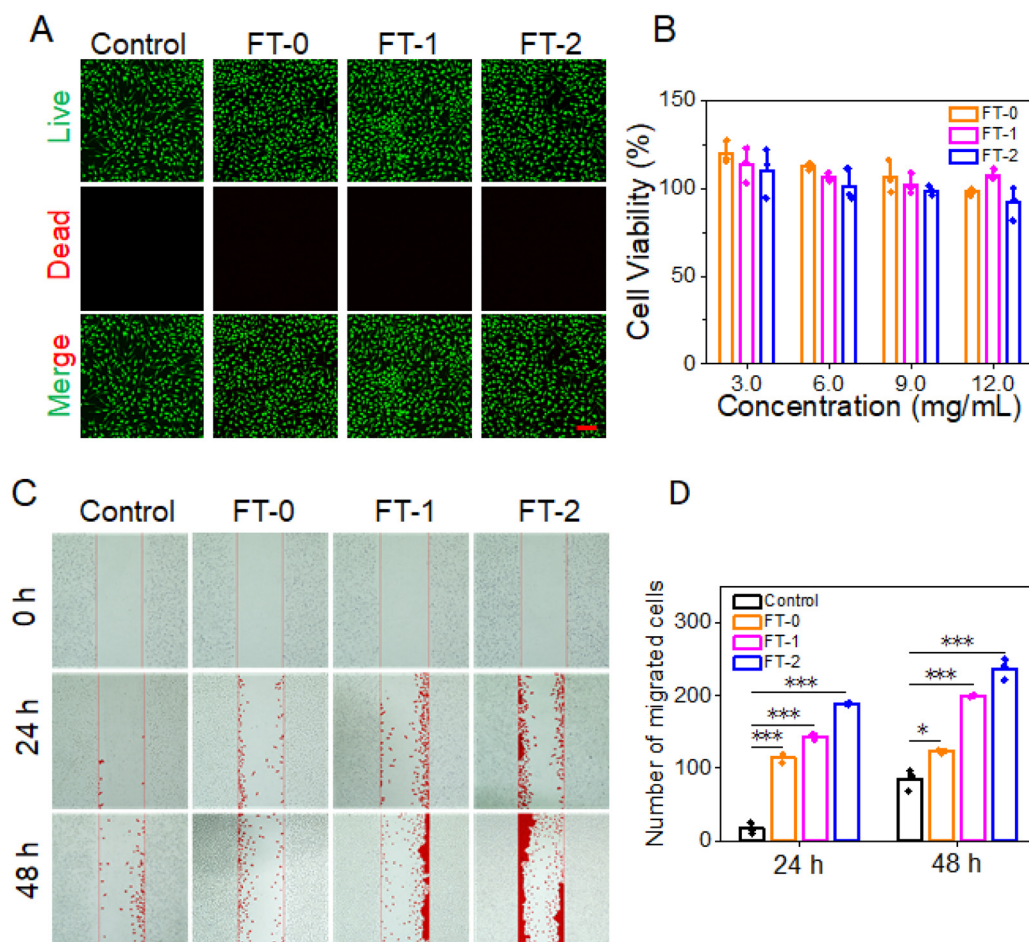 A
Control FT-0 FT-1 FT-2
Live
Dead
Merge
B
Cell Viability (%)
150
100
50
0
FT-0
FT-1
FT-2
3.0 6.0 9.0 12.0
Concentration (mg/mL)
C
Control FT-0 FT-1 FT-2
0 h
24 h
48 h
D
Number of migrated cells
300
200
100
0
Control
FT-0
FT-1
FT-2
***
***
***
***
***
*
24 h 48 h